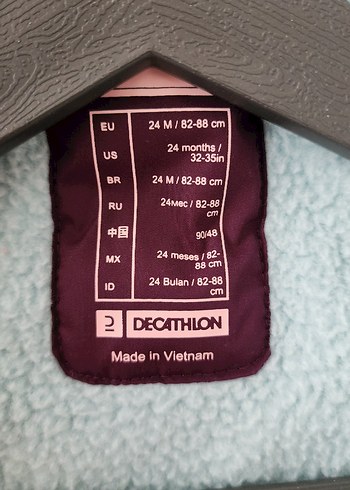 EU 24 M / 82-88 cm
US 24 months /
32-35in
BR 24 M / 82-88 cm
RU 24мес / 82-88
cm
中国 90/48
MX 24 meses / 82-
88 cm
ID 24 Bulan / 82-88
cm
DECATHLON
Made in Vietnam